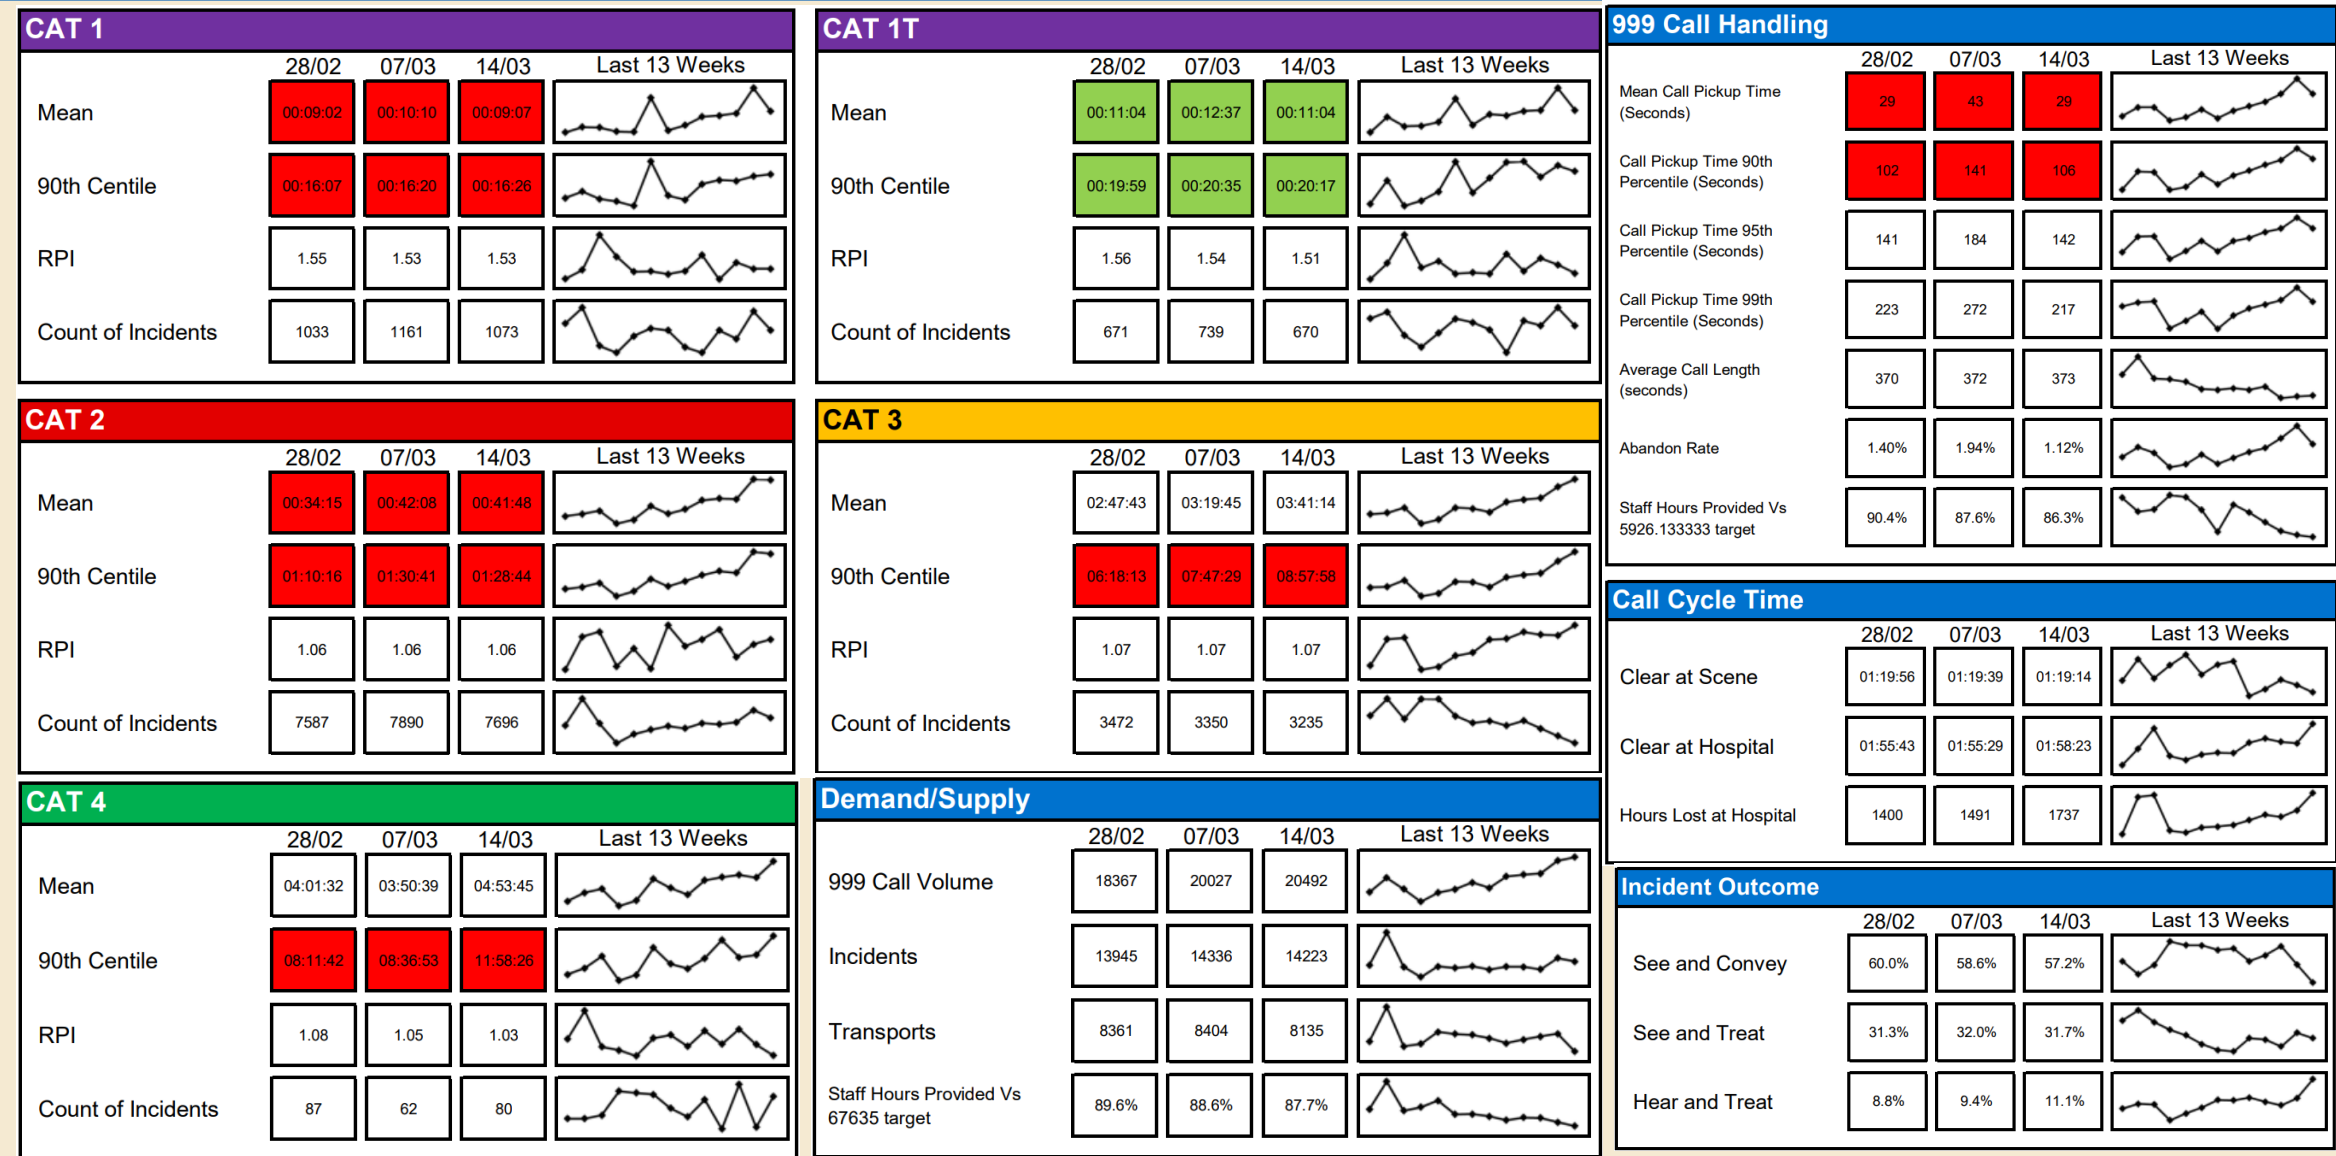 CAT 1
28/02 07/03 14/03 Last 13 Weeks
Mean 00:09:02 00:10:10 00:09:07
90th Centile 00:16:07 00:16:20 00:16:26
RPI 1.55 1.53 1.53
Count of Incidents 1033 1161 1073
CAT 1T
28/02 07/03 14/03 Last 13 Weeks
Mean 00:11:04 00:12:37 00:11:04
90th Centile 00:19:59 00:20:35 00:20:17
RPI 1.56 1.54 1.51
Count of Incidents 671 739 670
999 Call Handling
28/02 07/03 14/03 Last 13 Weeks
Mean Call Pickup Time
(Seconds) 29 43 29
Call Pickup Time 90th
Percentile (Seconds) 102 141 106
Call Pickup Time 95th
Percentile (Seconds) 141 184 142
Call Pickup Time 99th
Percentile (Seconds) 223 272 217
Average Call Length
(seconds) 370 372 373
Abandon Rate 1.40% 1.94% 1.12%
Staff Hours Provided Vs
5926.133333 target 90.4% 87.6% 86.3%
CAT 2
28/02 07/03 14/03 Last 13 Weeks
Mean 00:34:15 00:42:08 00:41:48
90th Centile 01:10:16 01:30:41 01:28:44
RPI 1.06 1.06 1.06
Count of Incidents 7587 7890 7696
CAT 3
28/02 07/03 14/03 Last 13 Weeks
Mean 02:47:43 03:19:45 03:41:14
90th Centile 06:18:13 07:47:29 08:57:58
RPI 1.07 1.07 1.07
Count of Incidents 3472 3350 3235
Call Cycle Time
28/02 07/03 14/03 Last 13 Weeks
Clear at Scene 01:19:56 01:19:39 01:19:14
Clear at Hospital 01:55:43 01:55:29 01:58:23
Hours Lost at Hospital 1400 1491 1737
CAT 4
28/02 07/03 14/03 Last 13 Weeks
Mean 04:01:32 03:50:39 04:53:45
90th Centile 08:11:42 08:36:53 11:58:26
RPI 1.08 1.05 1.03
Count of Incidents 87 62 80
Demand/Supply
28/02 07/03 14/03 Last 13 Weeks
999 Call Volume 18367 20027 20492
Incidents 13945 14336 14223
Transports 8361 8404 8135
Staff Hours Provided Vs
67635 target 89.6% 88.6% 87.7%
Incident Outcome
28/02 07/03 14/03 Last 13 Weeks
See and Convey 60.0% 58.6% 57.2%
See and Treat 31.3% 32.0% 31.7%
Hear and Treat 8.8% 9.4% 11.1%